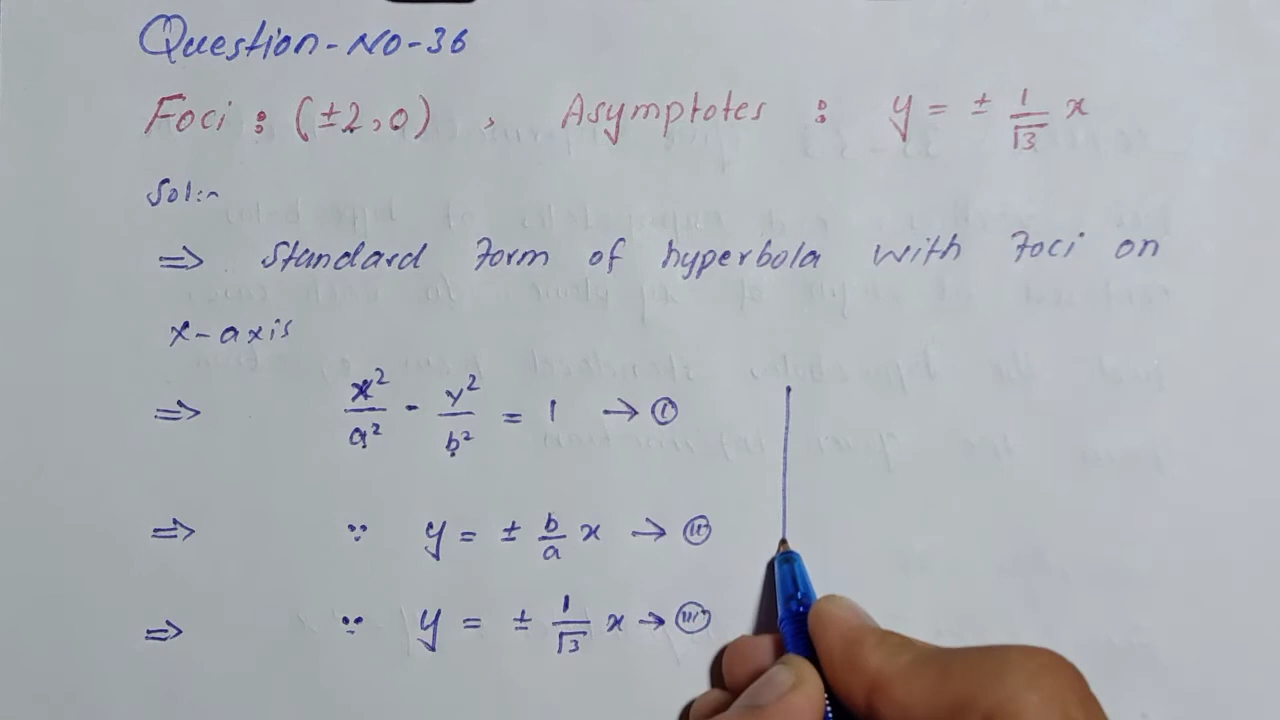 Question-No-36
Foci : (±2,0) , Asymptotes : y = ± 1/√3 x
Sol:-
⇒ Standard Form of hyperbola with Foci on
x-axis
⇒ x²/a² - y²/b² = 1 → (i)
⇒ ∵ y = ± b/a x → (ii)
⇒ ∵ y = ± 1/√3 x → (iii)